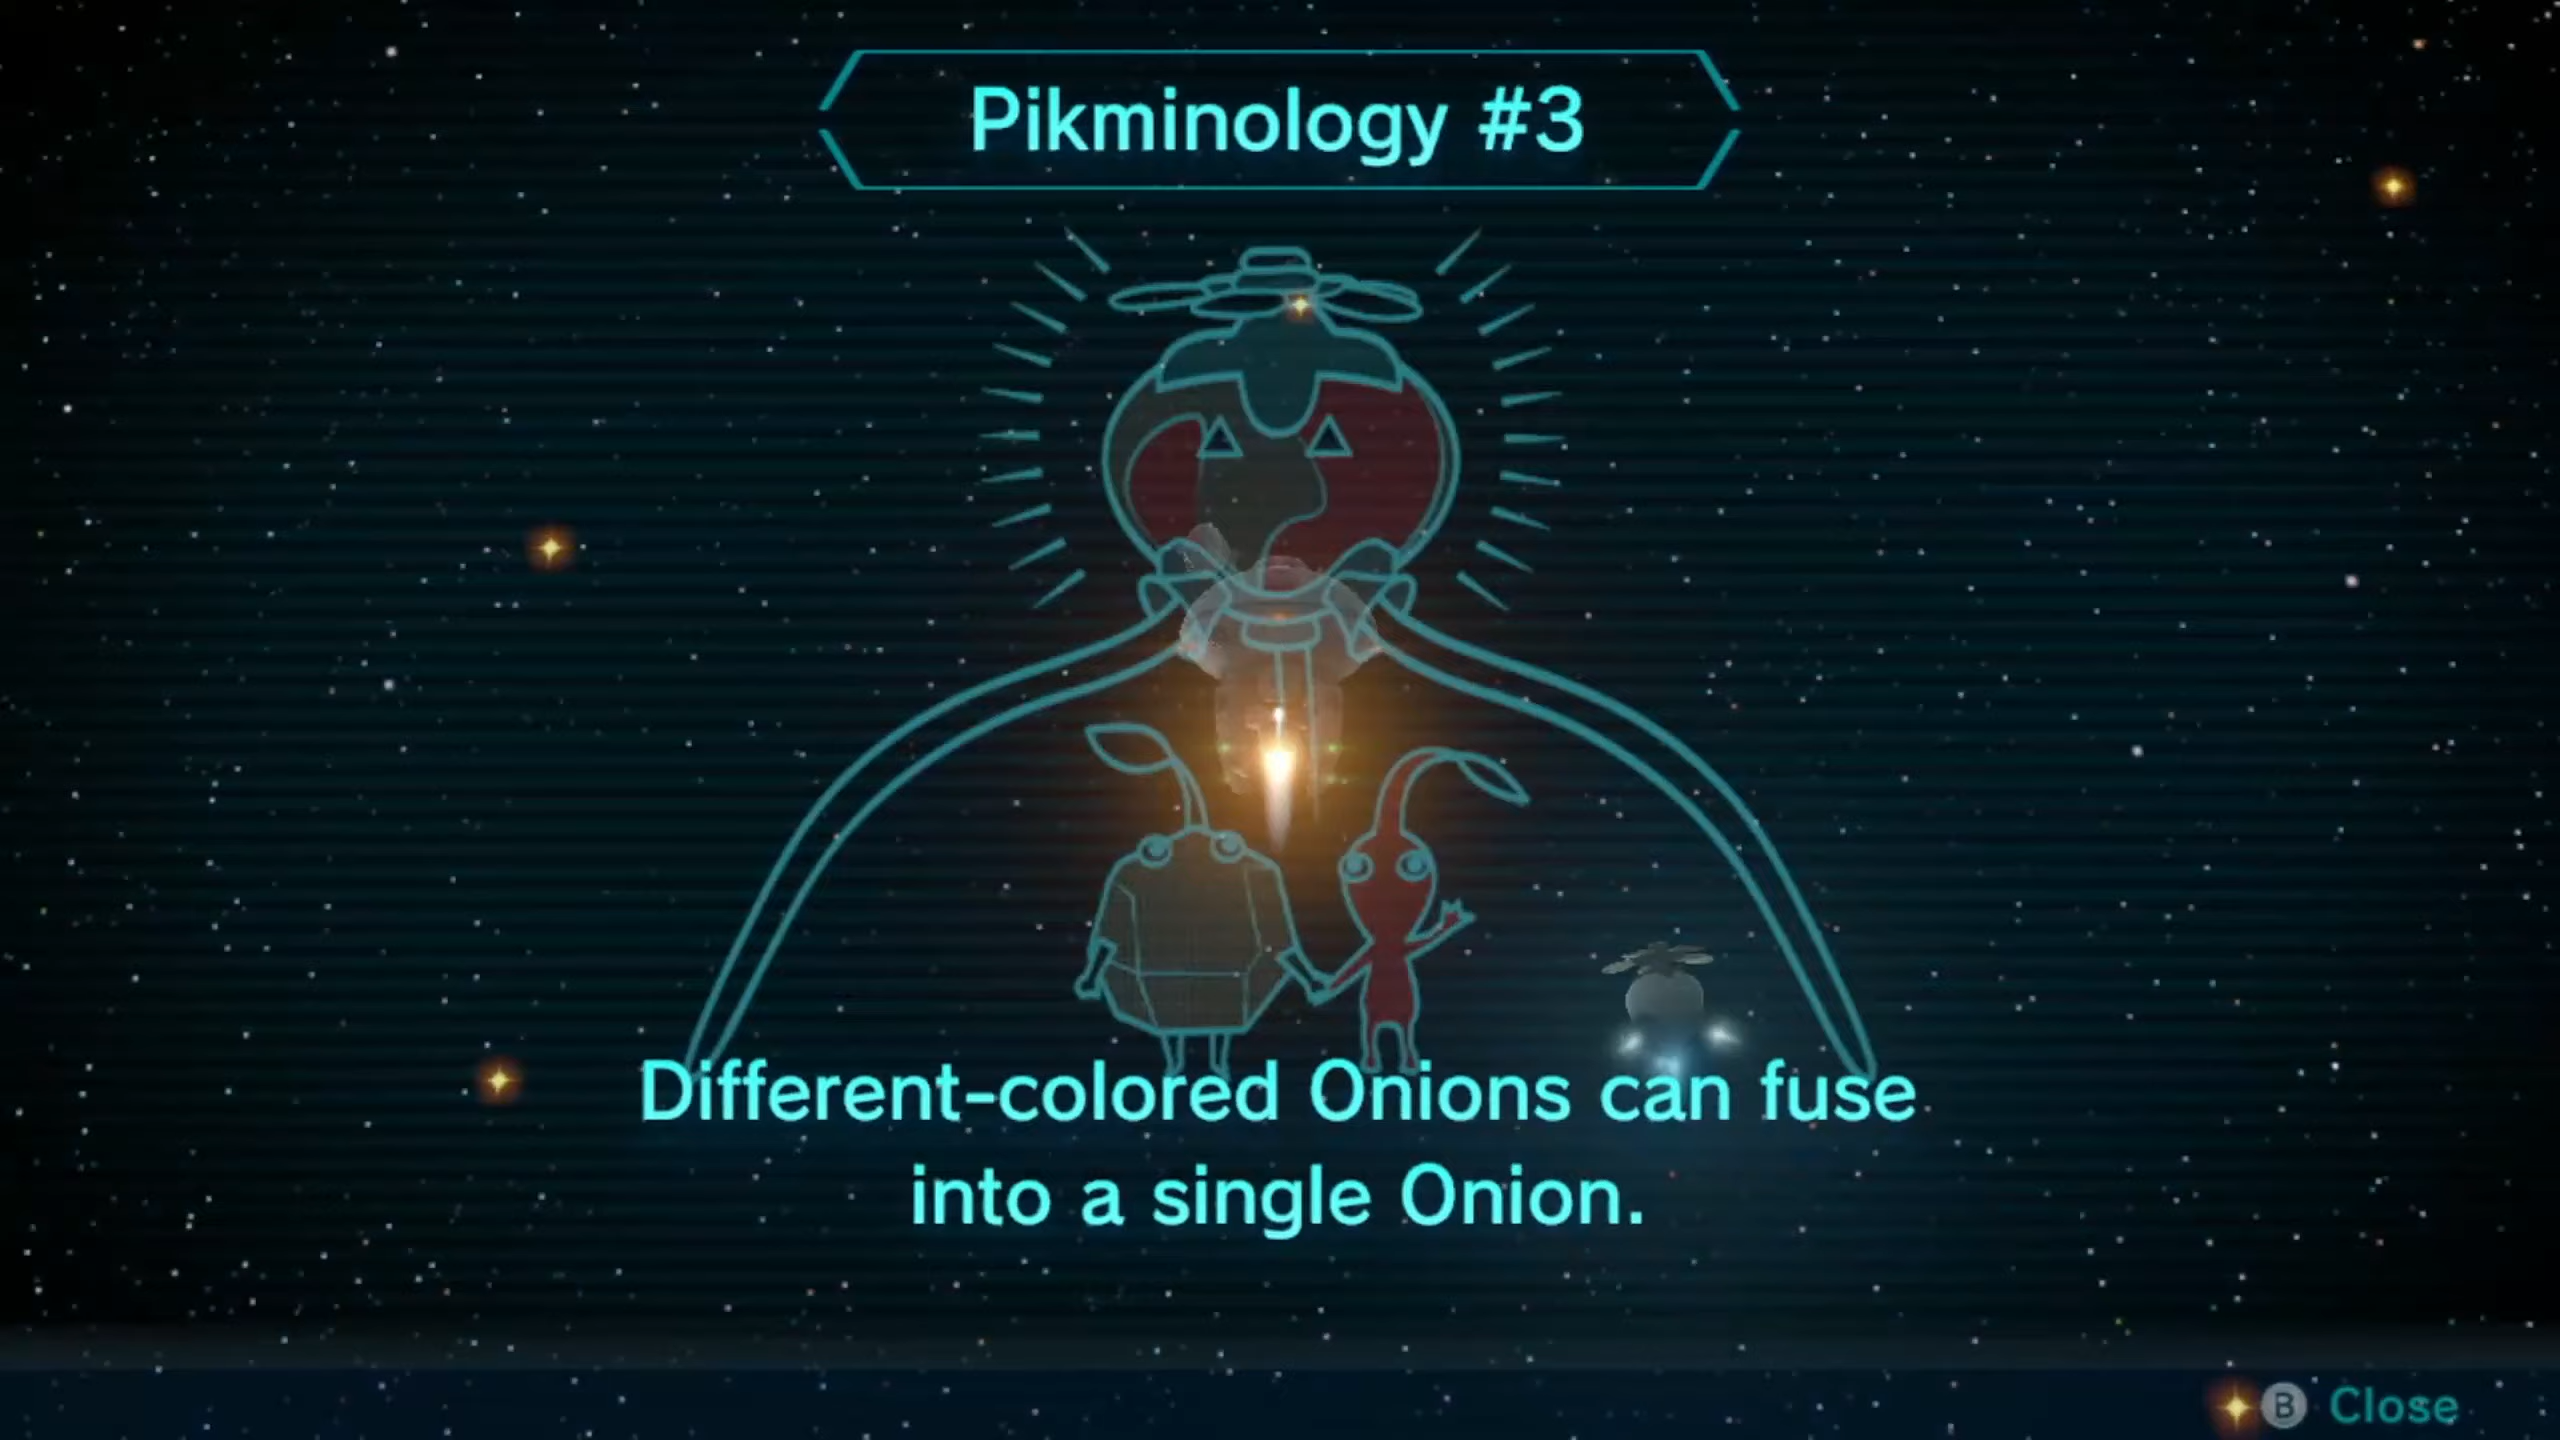 Pikminology #3
Different-colored Onions can fuse
into a single Onion.
B Close